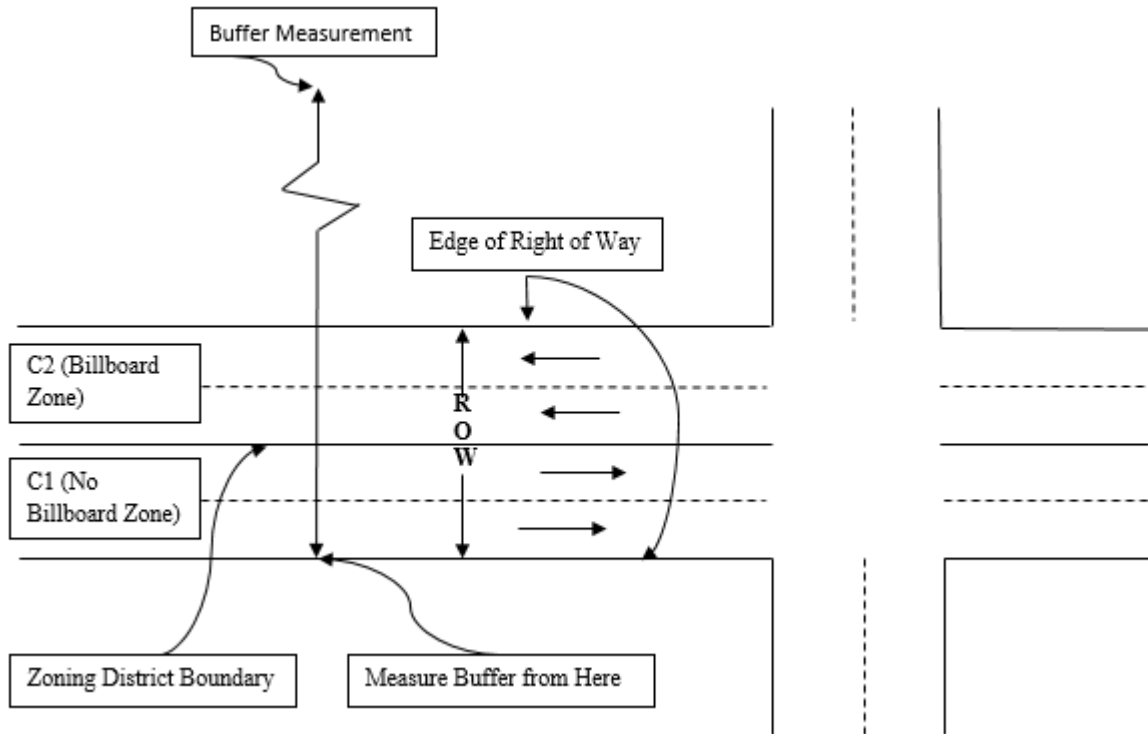 Buffer Measurement
Edge of Right of Way
C2 (Billboard
Zone)
R
O
W
C1 (No
Billboard Zone)
Zoning District Boundary
Measure Buffer from Here